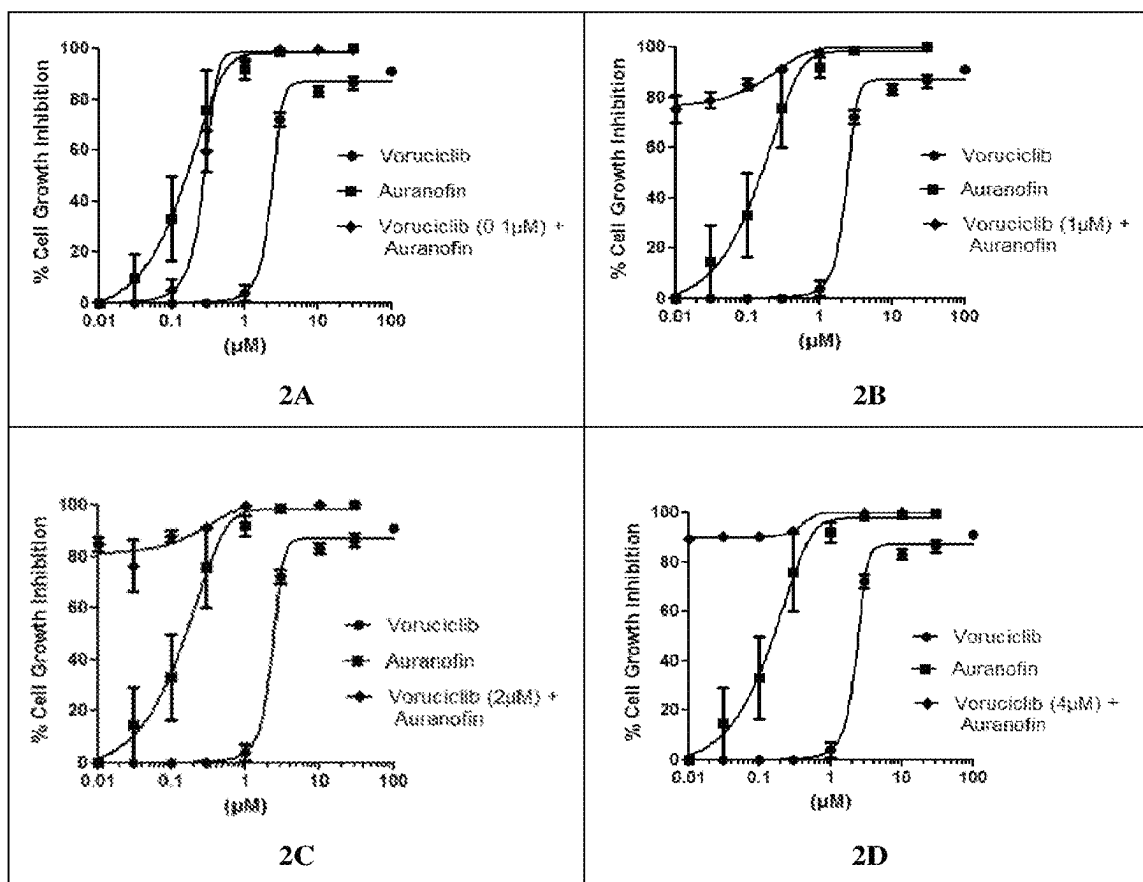 100
80
60
40
20
0
% Cell Growth Inhibition
Voruciclib
Auranofin
Voruciclib (0 1µM) +
Auranofin
0.01 0.1 1 10 100
(µM)
2A
100
80
60
40
20
0
% Cell Growth Inhibition
Voruciclib
Auranofin
Voruciclib (1µM) +
Auranofin
0.01 0.1 1 10 100
(µM)
2B
100
80
60
40
20
0
% Cell Growth Inhibition
Voruciclib
Auranofin
Voruciclib (2µM) +
Auranofin
0.01 0.1 1 10 100
(µM)
2C
100
80
60
40
20
0
% Cell Growth Inhibition
Voruciclib
Auranofin
Voruciclib (4µM) +
Auranofin
0.01 0.1 1 10 100
(µM)
2D